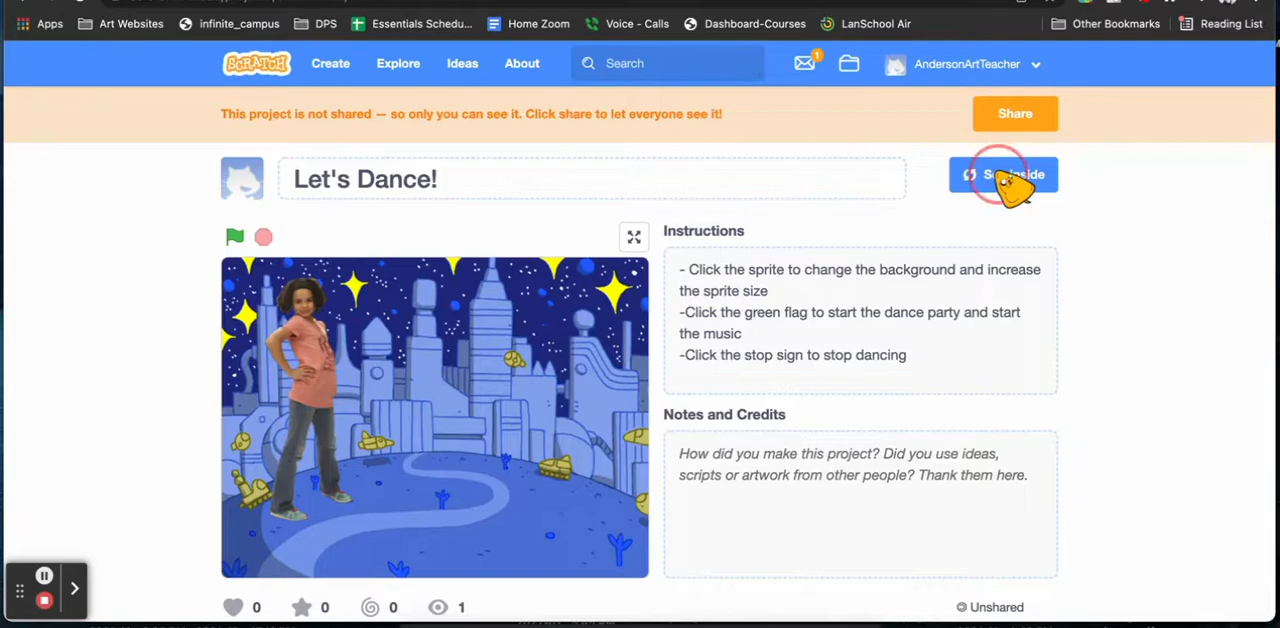 Apps Art Websites infinite_campus DPS Essentials Schedu... Home Zoom Voice - Calls Dashboard-Courses LanSchool Air Other Bookmarks Reading List
SCRATCH Create Explore Ideas About Search 1 AndersonArtTeacher
This project is not shared — so only you can see it. Click share to let everyone see it! Share
Let's Dance!
inside
Instructions
- Click the sprite to change the background and increase
the sprite size
-Click the green flag to start the dance party and start
the music
-Click the stop sign to stop dancing
Notes and Credits
How did you make this project? Did you use ideas,
scripts or artwork from other people? Thank them here.
0 0 0 1 Unshared